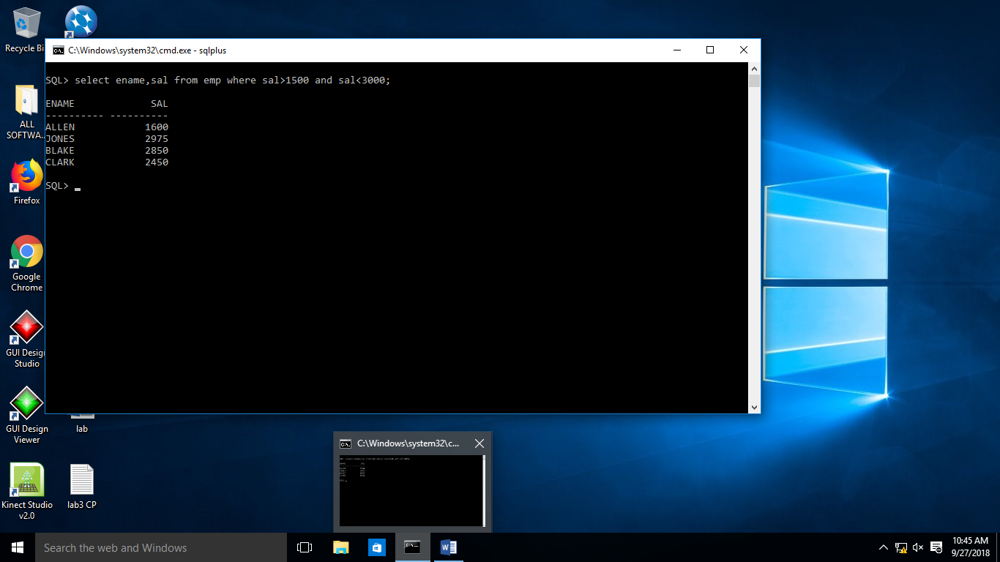 Recycle Bi
C:\Windows\system32\cmd.exe - sqlplus
SQL> select ename,sal from emp where sal>1500 and sal<3000;
ENAME SAL
---------- ----------
ALLEN 1600
JONES 2975
BLAKE 2850
CLARK 2450
SQL>
ALL
SOFTWA...
Firefox
Google
Chrome
GUI Design
Studio
GUI Design
Viewer
lab
Kinect Studio
v2.0
lab3 CP
C:\Windows\system32\c...
Search the web and Windows
10:45 AM
9/27/2018